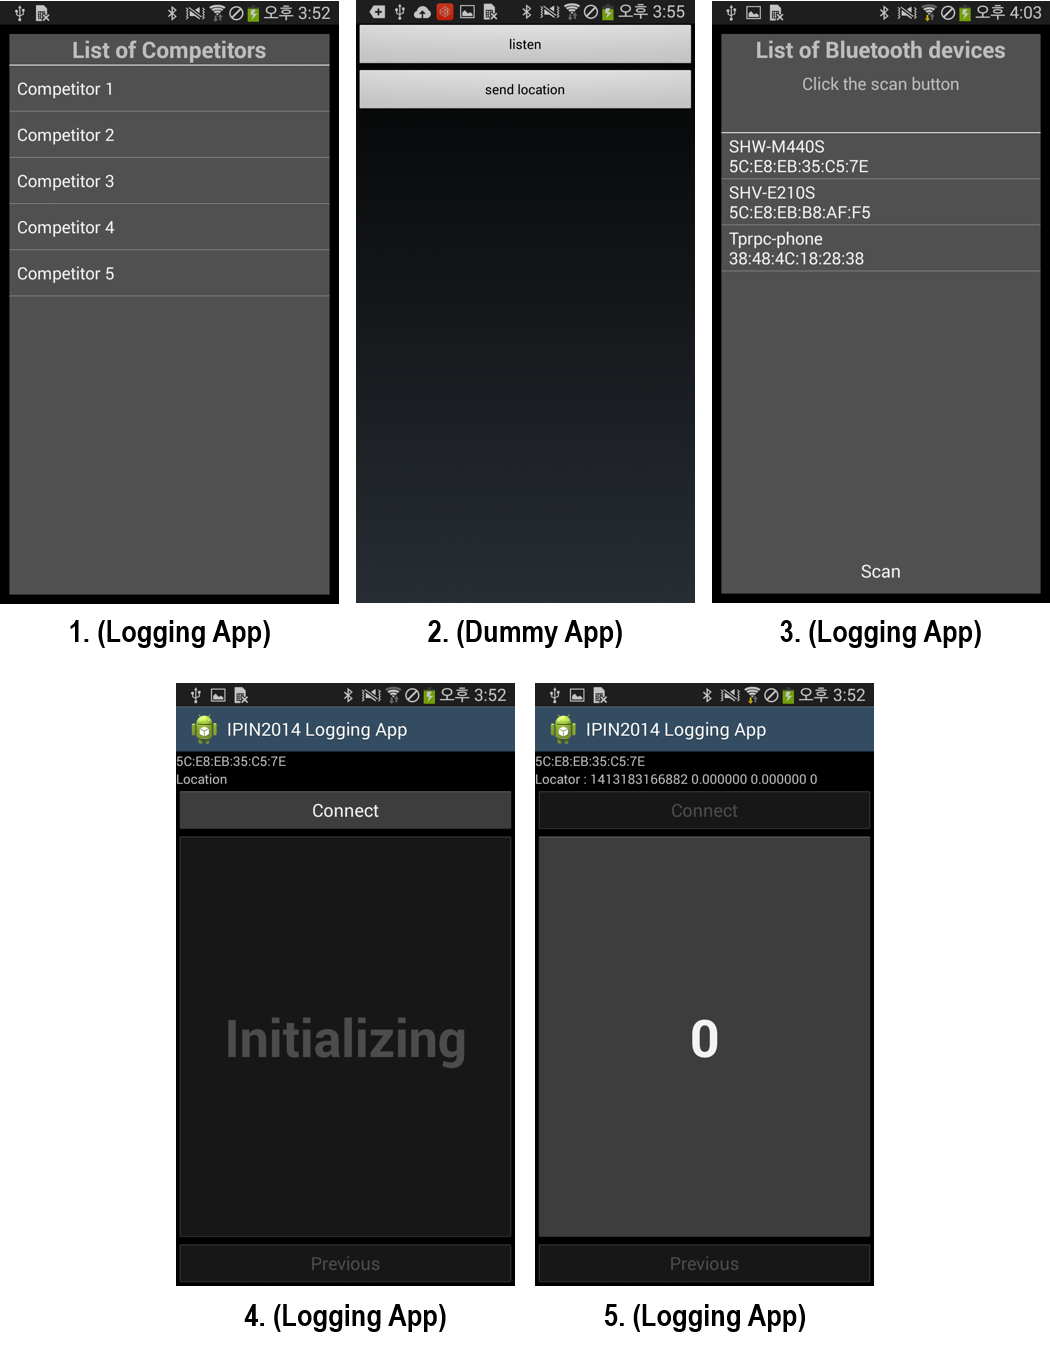 오후 3:52
List of Competitors
Competitor 1
Competitor 2
Competitor 3
Competitor 4
Competitor 5
1. (Logging App)
오후 3:55
listen
send location
2. (Dummy App)
오후 4:03
List of Bluetooth devices
Click the scan button
SHW-M440S
5C:E8:EB:35:C5:7E
SHV-E210S
5C:E8:EB:B8:AF:F5
Tprpc-phone
38:48:4C:18:28:38
Scan
3. (Logging App)
오후 3:52
IPIN2014 Logging App
5C:E8:EB:35:C5:7E
Location
Connect
Initializing
Previous
4. (Logging App)
오후 3:52
IPIN2014 Logging App
5C:E8:EB:35:C5:7E
Locator : 1413183166882 0.000000 0.000000 0
Connect
0
Previous
5. (Logging App)